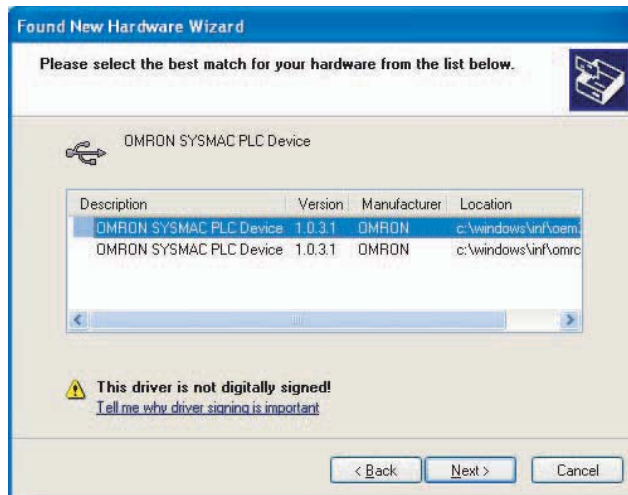 Found New Hardware Wizard
Please select the best match for your hardware from the list below.
OMRON SYSMAC PLC Device
Description Version Manufacturer Location
OMRON SYSMAC PLC Device 1.0.3.1 OMRON c:\windows\inf\oem
OMRON SYSMAC PLC Device 1.0.3.1 OMRON c:\windows\inf\omrc
This driver is not digitally signed!
Tell me why driver signing is important
< Back Next > Cancel